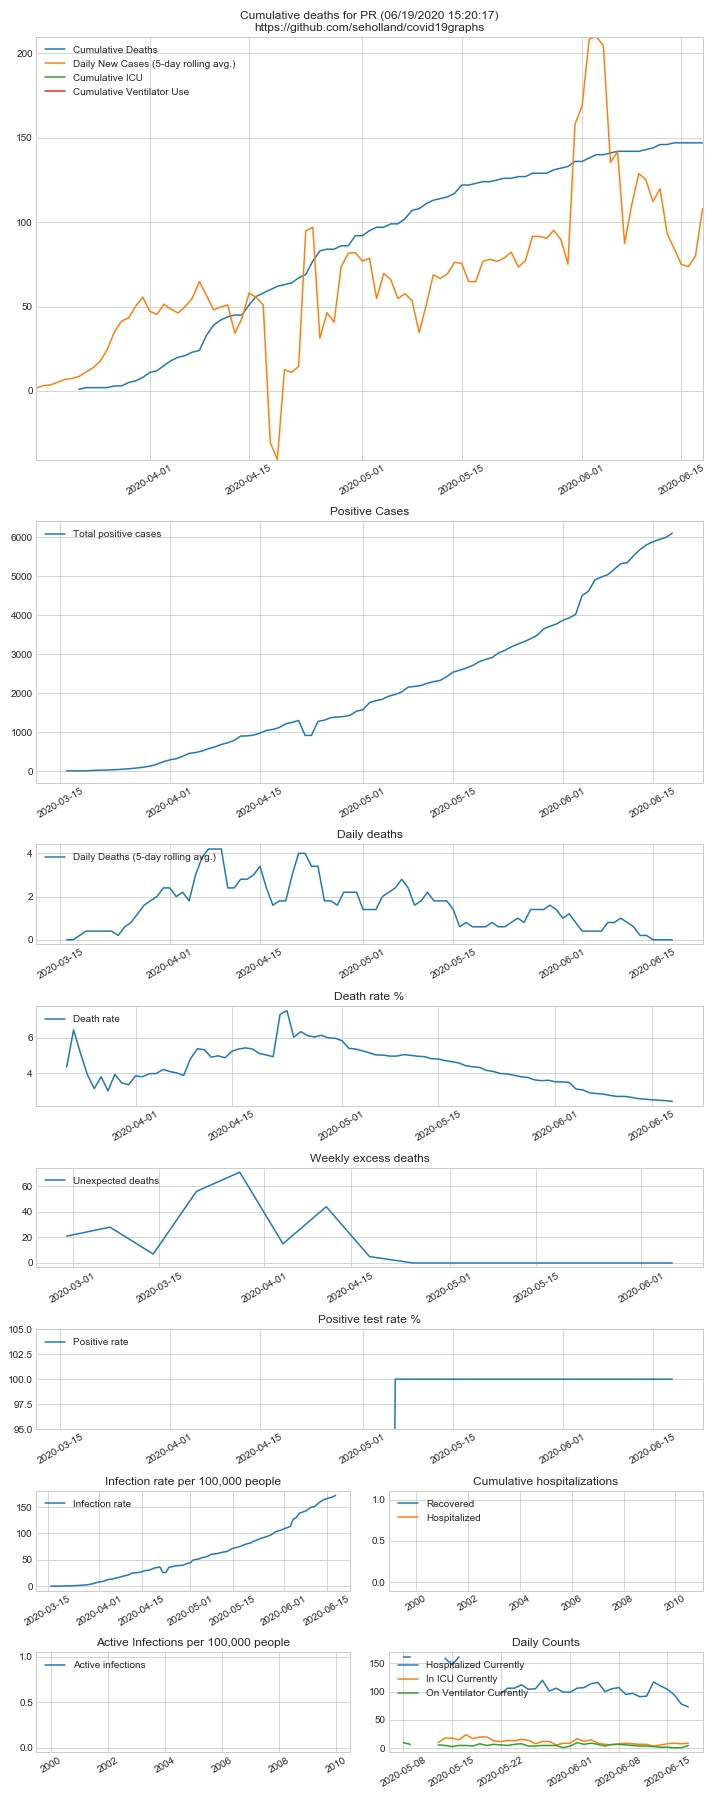 Cumulative deaths for PR (06/19/2020 15:20:17)
https://github.com/seholland/covid19graphs
Cumulative Deaths
Daily New Cases (5-day rolling avg.)
Cumulative ICU
Cumulative Ventilator Use
200
150
100
50
0
2020-04-01 2020-04-15 2020-05-01 2020-05-15 2020-06-01 2020-06-15
Positive Cases
Total positive cases
6000
5000
4000
3000
2000
1000
0
2020-03-15 2020-04-01 2020-04-15 2020-05-01 2020-05-15 2020-06-01 2020-06-15
Daily deaths
Daily Deaths (5-day rolling avg.)
4
2
0
2020-03-15 2020-04-01 2020-04-15 2020-05-01 2020-05-15 2020-06-01 2020-06-15
Death rate %
Death rate
6
4
2020-04-01 2020-04-15 2020-05-01 2020-05-15 2020-06-01 2020-06-15
Weekly excess deaths
Unexpected deaths
60
40
20
0
2020-03-01 2020-03-15 2020-04-01 2020-04-15 2020-05-01 2020-05-15 2020-06-01
Positive test rate %
105.0
Positive rate
102.5
100.0
97.5
95.0
2020-03-15 2020-04-01 2020-04-15 2020-05-01 2020-05-15 2020-06-01 2020-06-15
Infection rate per 100,000 people
Infection rate
150
100
50
0
2020-03-15 2020-04-01 2020-04-15 2020-05-01 2020-05-15 2020-06-01 2020-06-15
Cumulative hospitalizations
1.0
Recovered
Hospitalized
0.5
0.0
2000 2002 2004 2006 2008 2010
Active Infections per 100,000 people
1.0
Active infections
0.5
0.0
2000 2002 2004 2006 2008 2010
Daily Counts
150
Hospitalized Currently
In ICU Currently
On Ventilator Currently
100
50
0
2020-05-08 2020-05-15 2020-05-22 2020-06-01 2020-06-08 2020-06-15